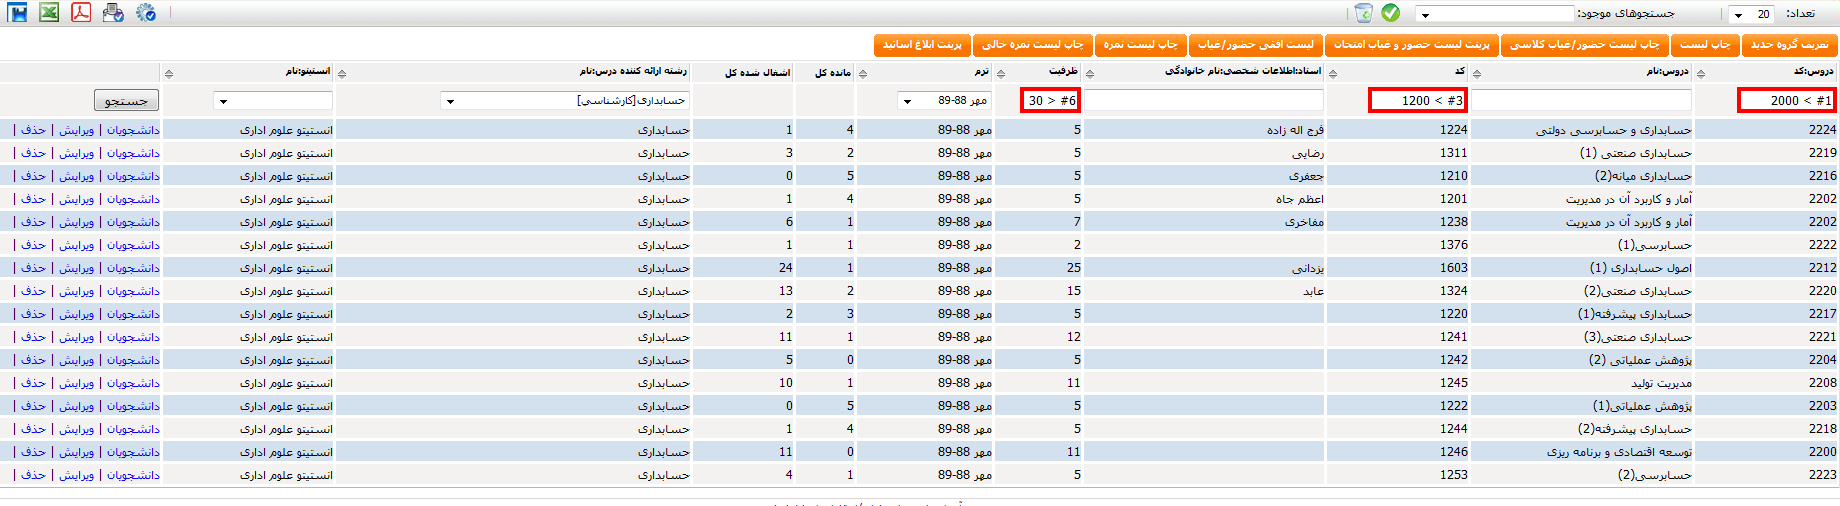 تعداد: 20 جستجوهای موجود:
تعریف گروه جدید چاپ لیست چاپ لیست حضور/غیاب کلاسی پرینت لیست حضور و غیاب امتحان لیست افقی حضور/غیاب چاپ لیست نمره چاپ لیست نمره خالی پرینت ابلاغ اساتید
دروس:کد دروس:نام کد استاد:اطلاعات شخصی:نام خانوادگی ظرفیت ترم مانده کل اشغال شده کل رشته ارائه کننده درس:نام انستیتو:نام
2000 < #1 1200 < #3 30 > #6 مهر 88-89 حسابداری[کارشناسی] جستجو
2224 حسابداری و حسابرسی دولتی 1224 فرج اله زاده 5 مهر 88-89 4 1 حسابداری انستیتو علوم اداری دانشجویان | ویرایش | حذف |
2219 حسابداری صنعتی (1) 1311 رضایی 5 مهر 88-89 2 3 حسابداری انستیتو علوم اداری دانشجویان | ویرایش | حذف |
2216 حسابداری میانه(2) 1210 جعفری 5 مهر 88-89 5 0 حسابداری انستیتو علوم اداری دانشجویان | ویرایش | حذف |
2202 آمار و کاربرد آن در مدیریت 1201 اعظم جاه 5 مهر 88-89 4 1 حسابداری انستیتو علوم اداری دانشجویان | ویرایش | حذف |
2202 آمار و کاربرد آن در مدیریت 1238 مفاخری 7 مهر 88-89 1 6 حسابداری انستیتو علوم اداری دانشجویان | ویرایش | حذف |
2222 حسابرسی(1) 1376 2 مهر 88-89 1 1 حسابداری انستیتو علوم اداری دانشجویان | ویرایش | حذف |
2212 اصول حسابداری (1) 1603 یزدانی 25 مهر 88-89 1 24 حسابداری انستیتو علوم اداری دانشجویان | ویرایش | حذف |
2220 حسابداری صنعتی(2) 1324 عابد 15 مهر 88-89 2 13 حسابداری انستیتو علوم اداری دانشجویان | ویرایش | حذف |
2217 حسابداری پیشرفته(1) 1220 5 مهر 88-89 3 2 حسابداری انستیتو علوم اداری دانشجویان | ویرایش | حذف |
2221 حسابداری صنعتی(3) 1241 12 مهر 88-89 1 11 حسابداری انستیتو علوم اداری دانشجویان | ویرایش | حذف |
2204 پژوهش عملیاتی (2) 1242 5 مهر 88-89 0 5 حسابداری انستیتو علوم اداری دانشجویان | ویرایش | حذف |
2208 مدیریت تولید 1245 11 مهر 88-89 1 10 حسابداری انستیتو علوم اداری دانشجویان | ویرایش | حذف |
2203 پژوهش عملیاتی(1) 1222 5 مهر 88-89 5 0 حسابداری انستیتو علوم اداری دانشجویان | ویرایش | حذف |
2218 حسابداری پیشرفته(2) 1244 5 مهر 88-89 4 1 حسابداری انستیتو علوم اداری دانشجویان | ویرایش | حذف |
2200 توسعه اقتصادی و برنامه ریزی 1246 11 مهر 88-89 0 11 حسابداری انستیتو علوم اداری دانشجویان | ویرایش | حذف |
2223 حسابرسی(2) 1253 5 مهر 88-89 1 4 حسابداری انستیتو علوم اداری دانشجویان | ویرایش | حذف |